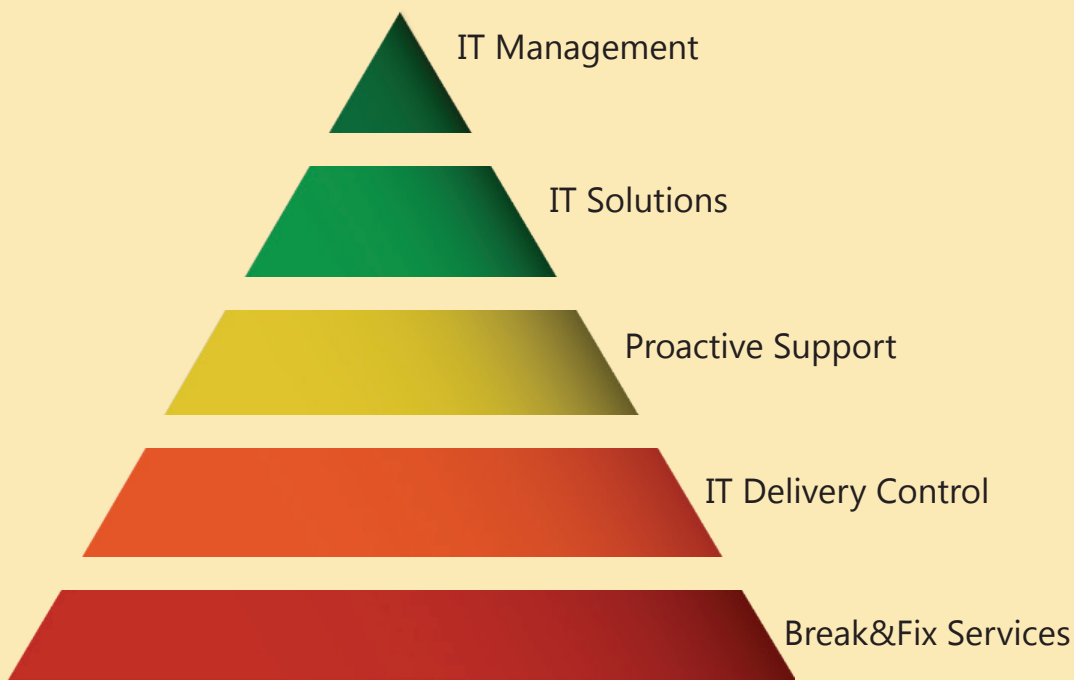 IT Management
IT Solutions
Proactive Support
IT Delivery Control
Break&Fix Services